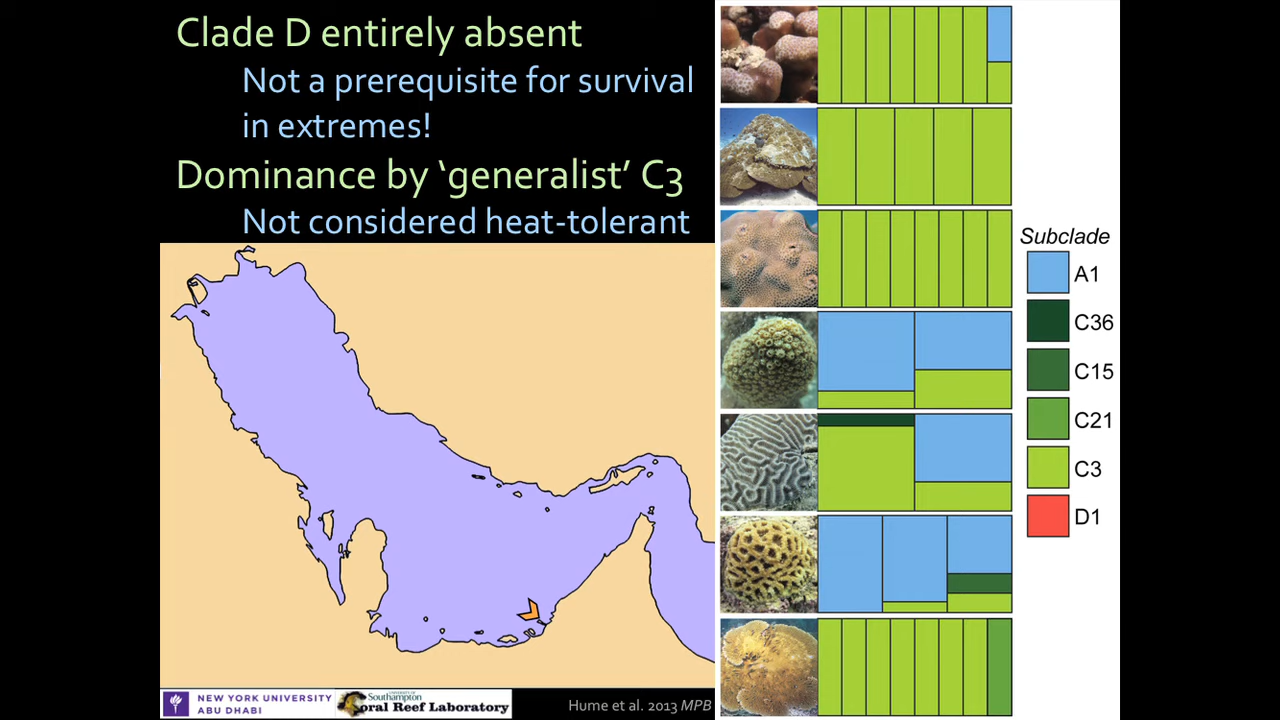 Clade D entirely absent
Not a prerequisite for survival
in extremes!
Dominance by ‘generalist’ C3
Not considered heat-tolerant
Subclade
A1
C36
C15
C21
C3
D1
NEW YORK UNIVERSITY
ABU DHABI
UNIVERSITY OF
Southampton
Coral Reef Laboratory
Hume et al. 2013 MPB